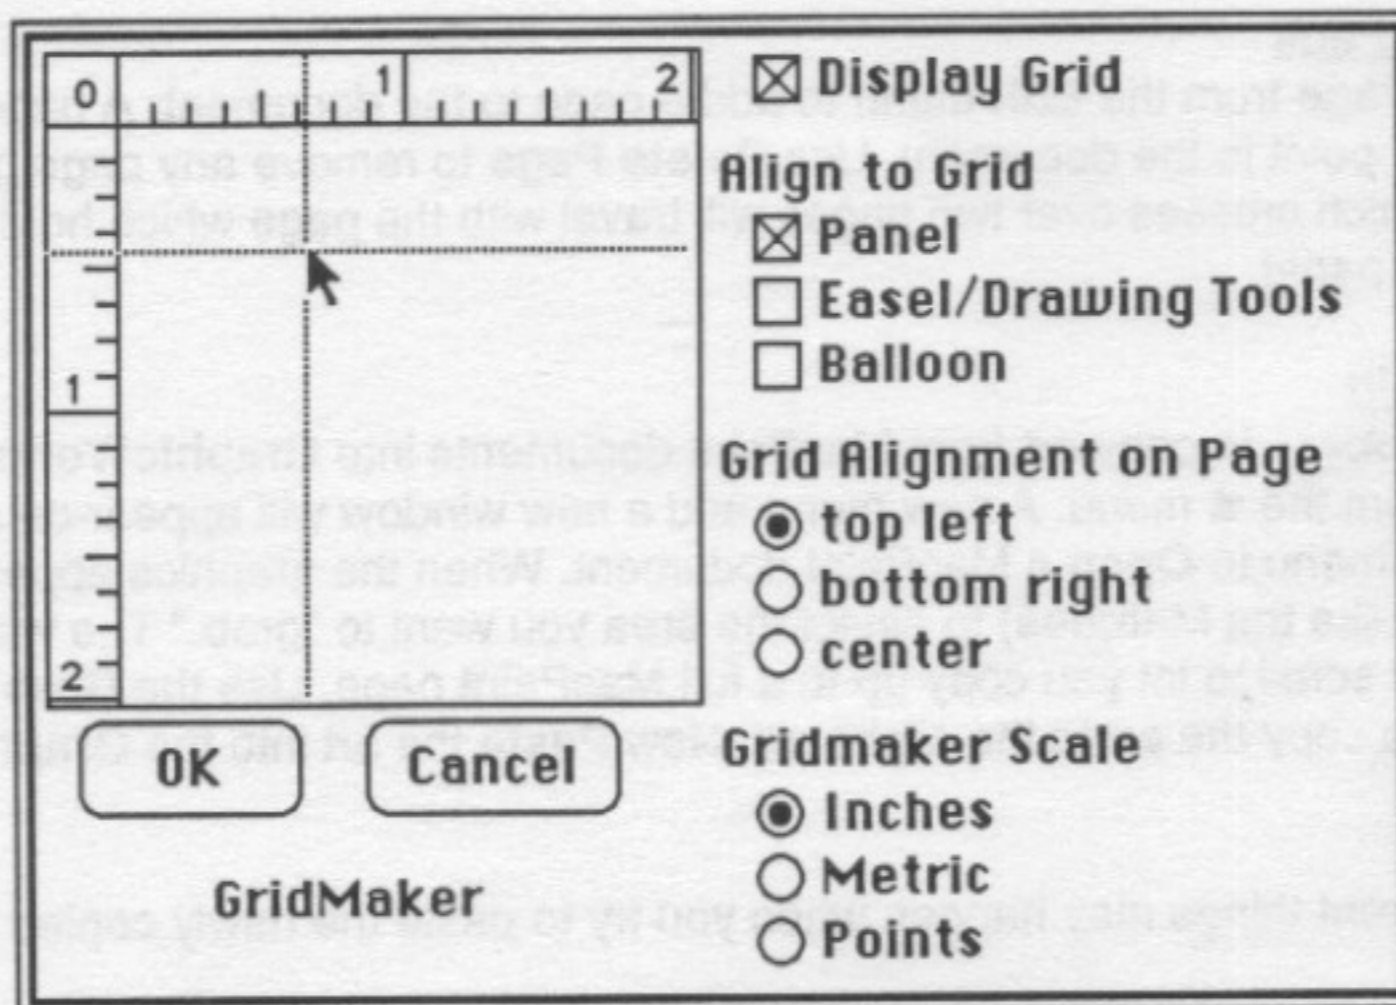 0 1 2
1
2
Display Grid
Align to Grid
Panel
Easel/Drawing Tools
Balloon
Grid Alignment on Page
top left
bottom right
center
Gridmaker Scale
Inches
Metric
Points
OK Cancel
GridMaker